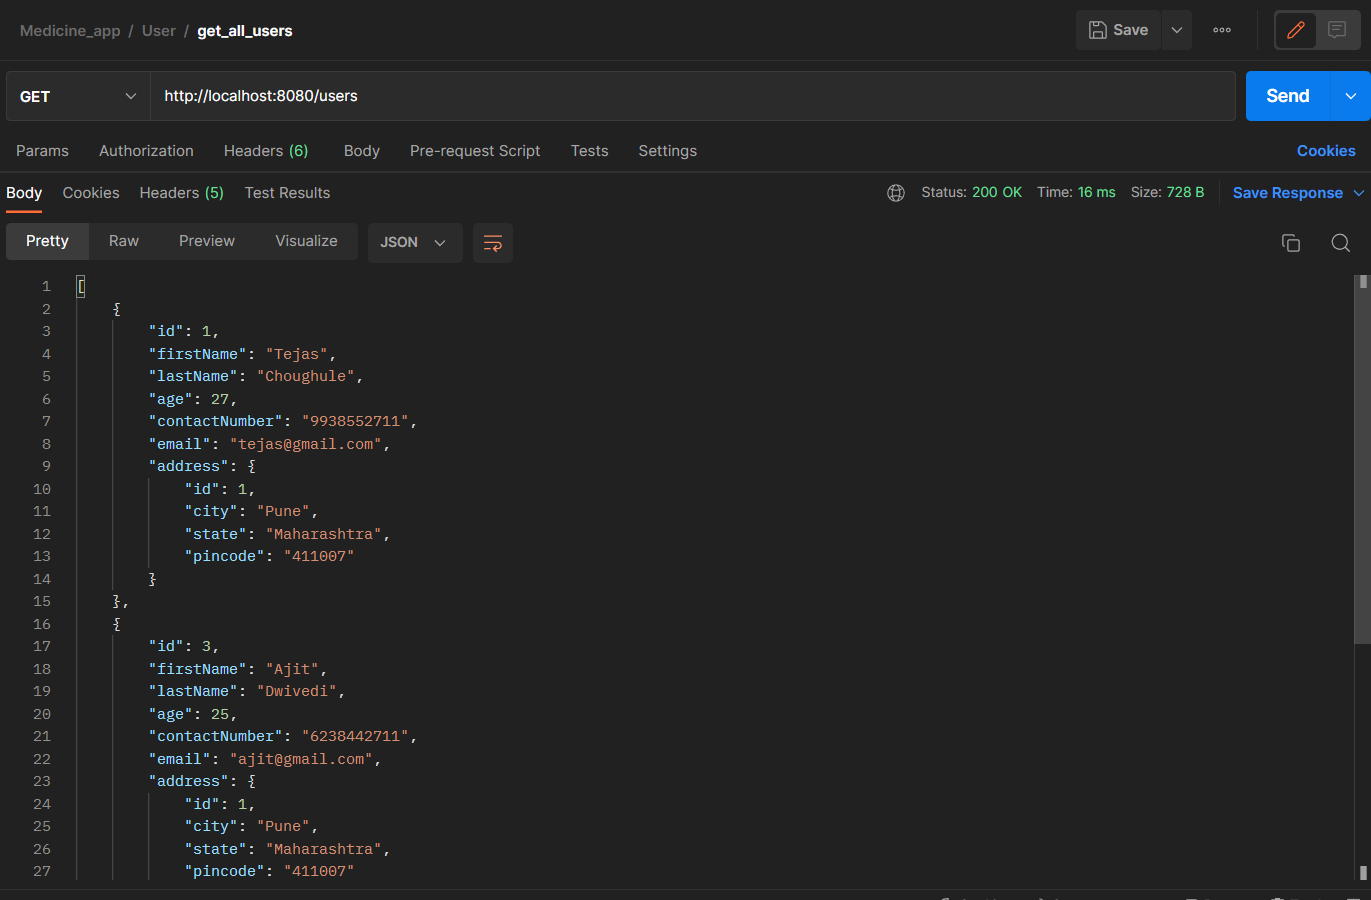 Medicine_app / User / get_all_users
Save
GET
http://localhost:8080/users
Send
Params Authorization Headers (6) Body Pre-request Script Tests Settings Cookies
Body Cookies Headers (5) Test Results Status: 200 OK Time: 16 ms Size: 728 B Save Response
Pretty Raw Preview Visualize JSON
1 [
2 {
3 "id": 1,
4 "firstName": "Tejas",
5 "lastName": "Choughule",
6 "age": 27,
7 "contactNumber": "9938552711",
8 "email": "tejas@gmail.com",
9 "address": {
10 "id": 1,
11 "city": "Pune",
12 "state": "Maharashtra",
13 "pincode": "411007"
14 }
15 },
16 {
17 "id": 3,
18 "firstName": "Ajit",
19 "lastName": "Dwivedi",
20 "age": 25,
21 "contactNumber": "6238442711",
22 "email": "ajit@gmail.com",
23 "address": {
24 "id": 1,
25 "city": "Pune",
26 "state": "Maharashtra",
27 "pincode": "411007"